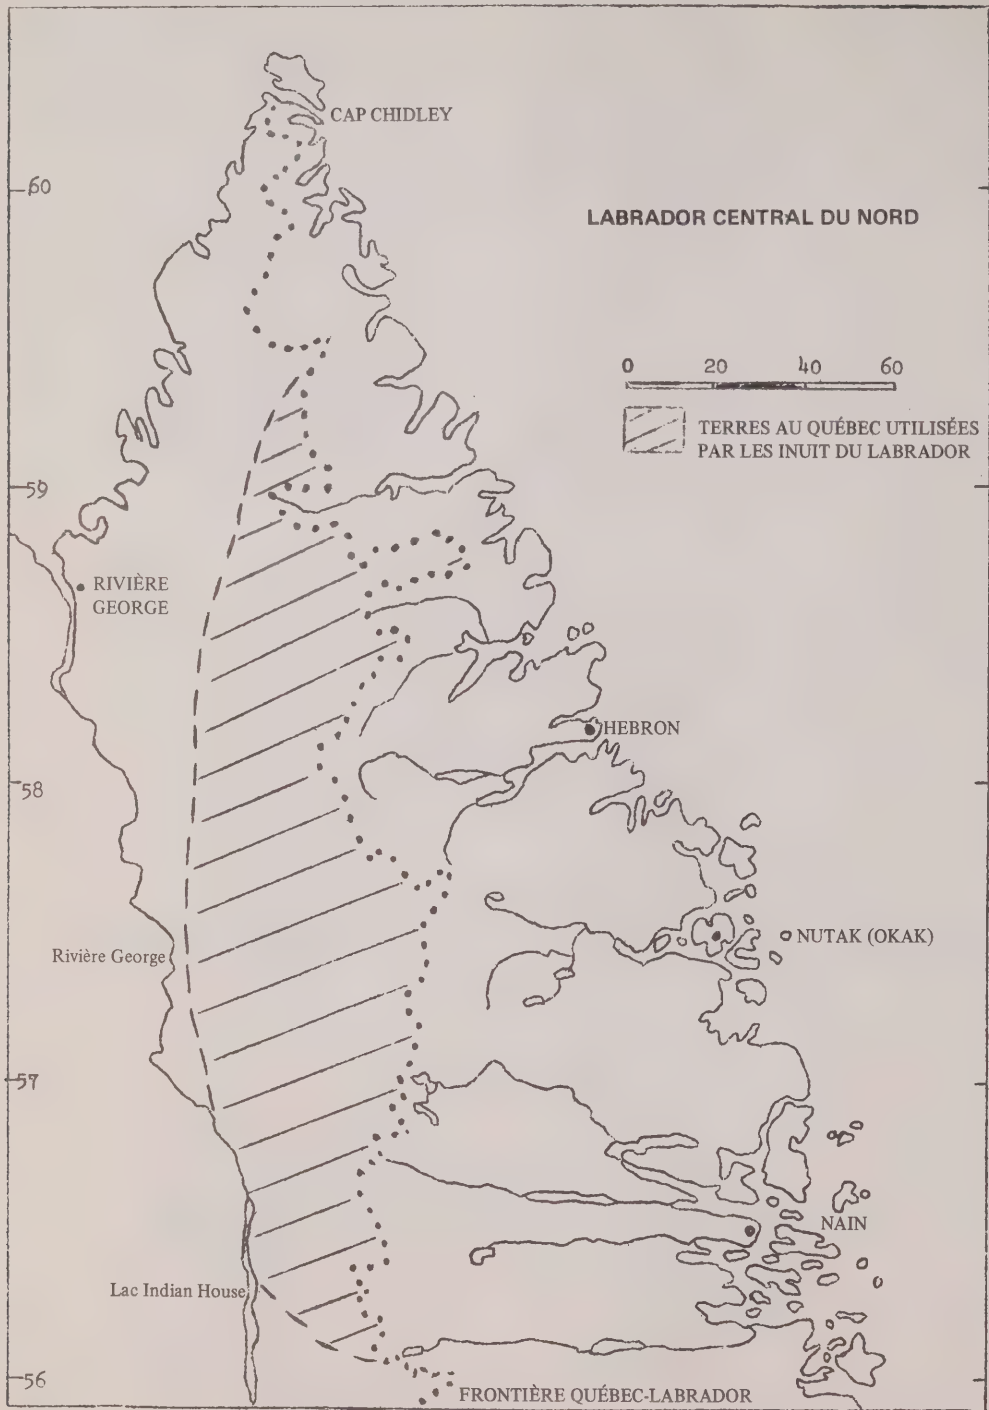 CAP CHIDLEY
60
LABRADOR CENTRAL DU NORD
0 20 40 60
TERRES AU QUÉBEC UTILISÉES
PAR LES INUIT DU LABRADOR
59
RIVIÈRE
GEORGE
HEBRON
58
NUTAK (OKAK)
Rivière George
57
NAIN
Lac Indian House
56
FRONTIÈRE QUÉBEC-LABRADOR